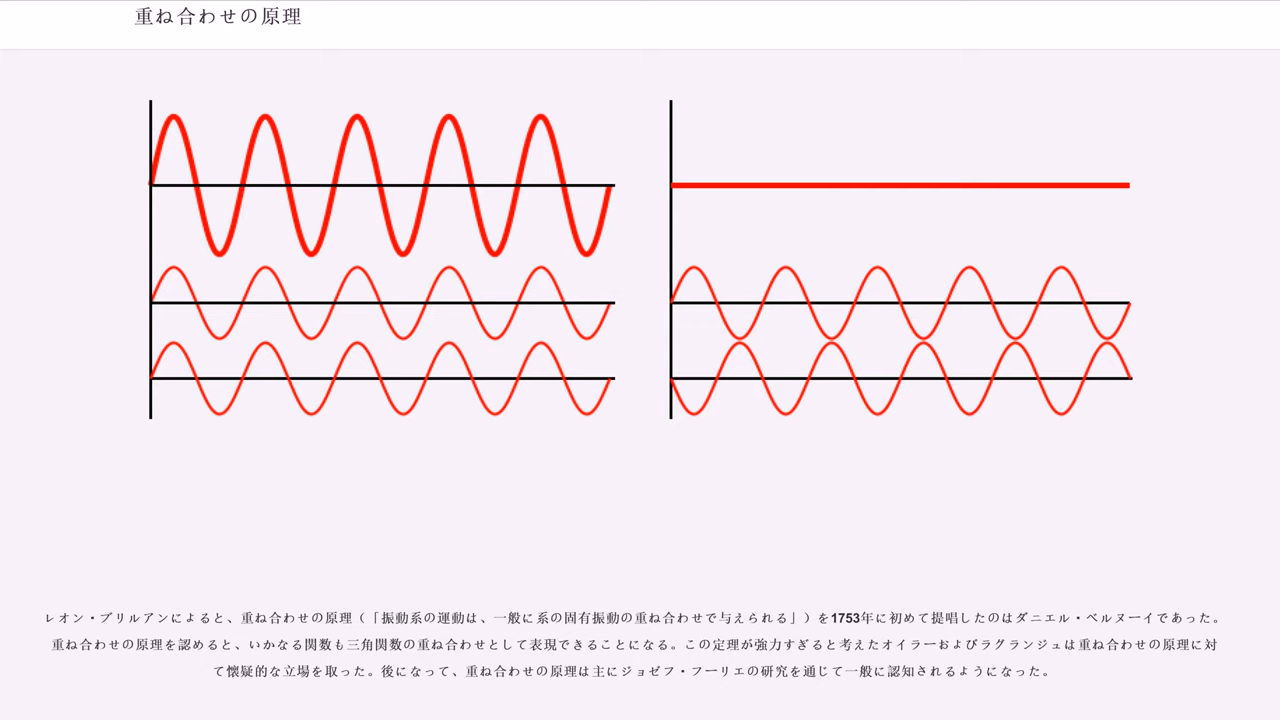 重ね合わせの原理
レオン・ブリルアンによると、重ね合わせの原理（「振動系の運動は、一般に系の固有振動の重ね合わせで与えられる」）を1753年に初めて提唱したのはダニエル・ベルヌーイであった。
重ね合わせの原理を認めると、いかなる関数も三角関数の重ね合わせとして表現できることになる。この定理が強力すぎると考えたオイラーおよびラグランジュは重ね合わせの原理に対
て懐疑的な立場を取った。後になって、重ね合わせの原理は主にジョゼフ・フーリエの研究を通じて一般に認知されるようになった。